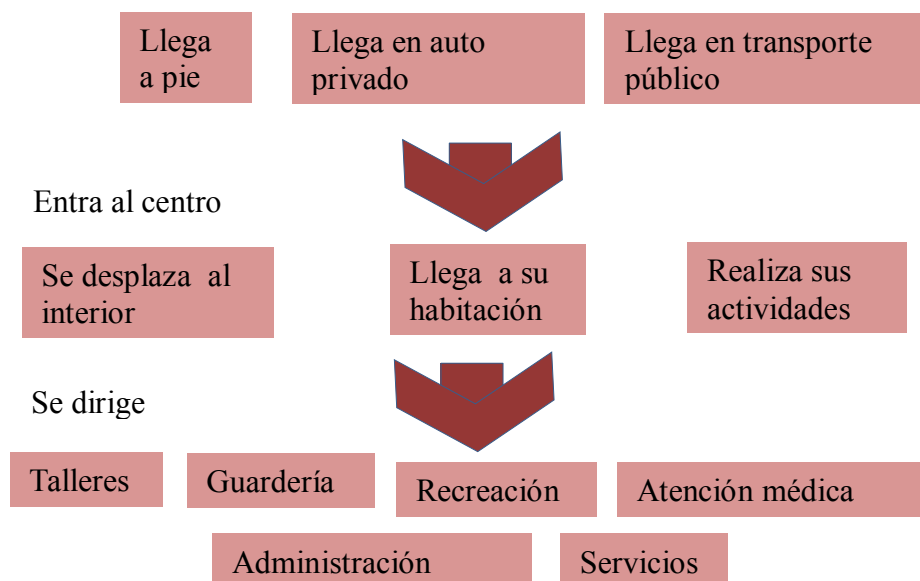 Llega
a pie
Llega en auto
privado
Llega en transporte
público
Entra al centro
Se desplaza  al
interior
Llega  a su
habitación
Realiza sus
actividades
Se dirige
Talleres
Guardería
Recreación
Atención médica
Administración
Servicios